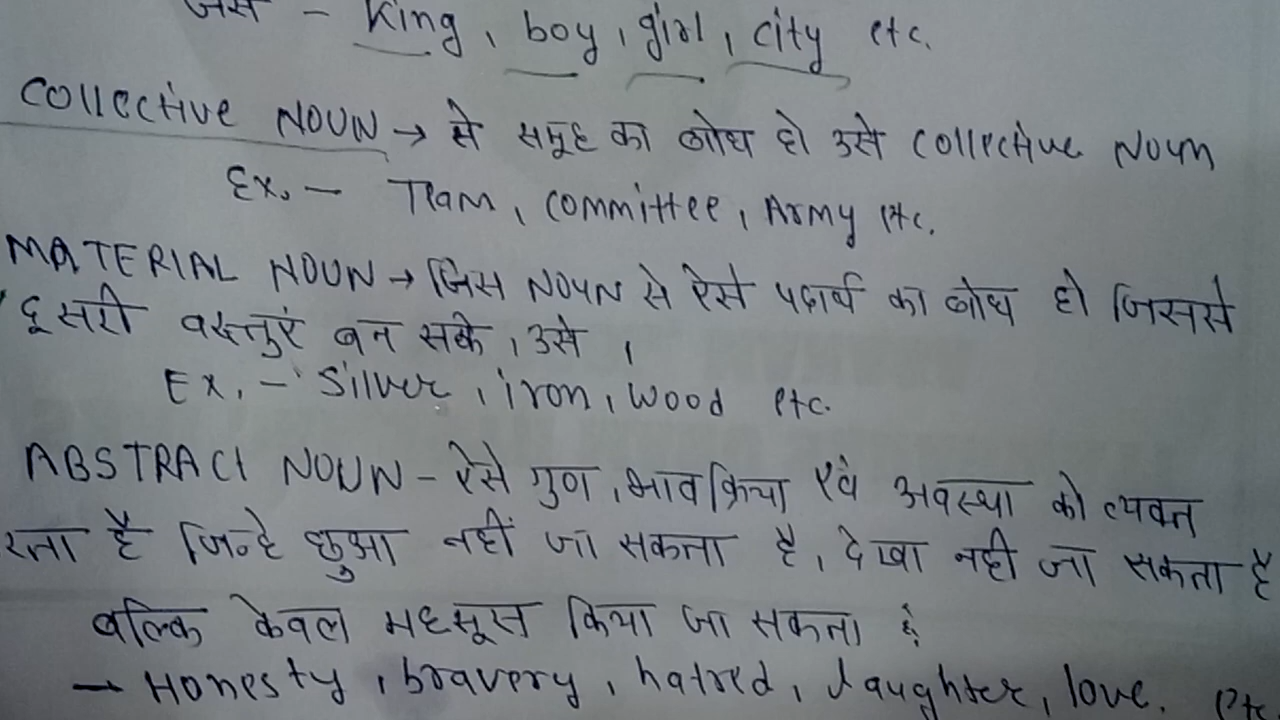 जैसे - King, boy, girl, city etc.
COllective NOUN → से समूह का बोध हो उसे Collective Noun
Ex. - Team, committee, Army etc.
MATERIAL NOUN → जिस NOUN से ऐसे पदार्थ का बोध हो जिससे
दूसरी वस्तुएं बन सके, उसे ,
Ex. - Silver, iron, wood etc.
ABSTRACT NOUN - ऐसे गुण, भाव क्रिया एवं अवस्था को व्यक्त
रता है जिन्हे छुआ नहीं जा सकता है, देखा नही जा सकता है
बल्कि केवल महसूस किया जा सकता है
→ Honesty, bravery, hatred, laughter, love. etc